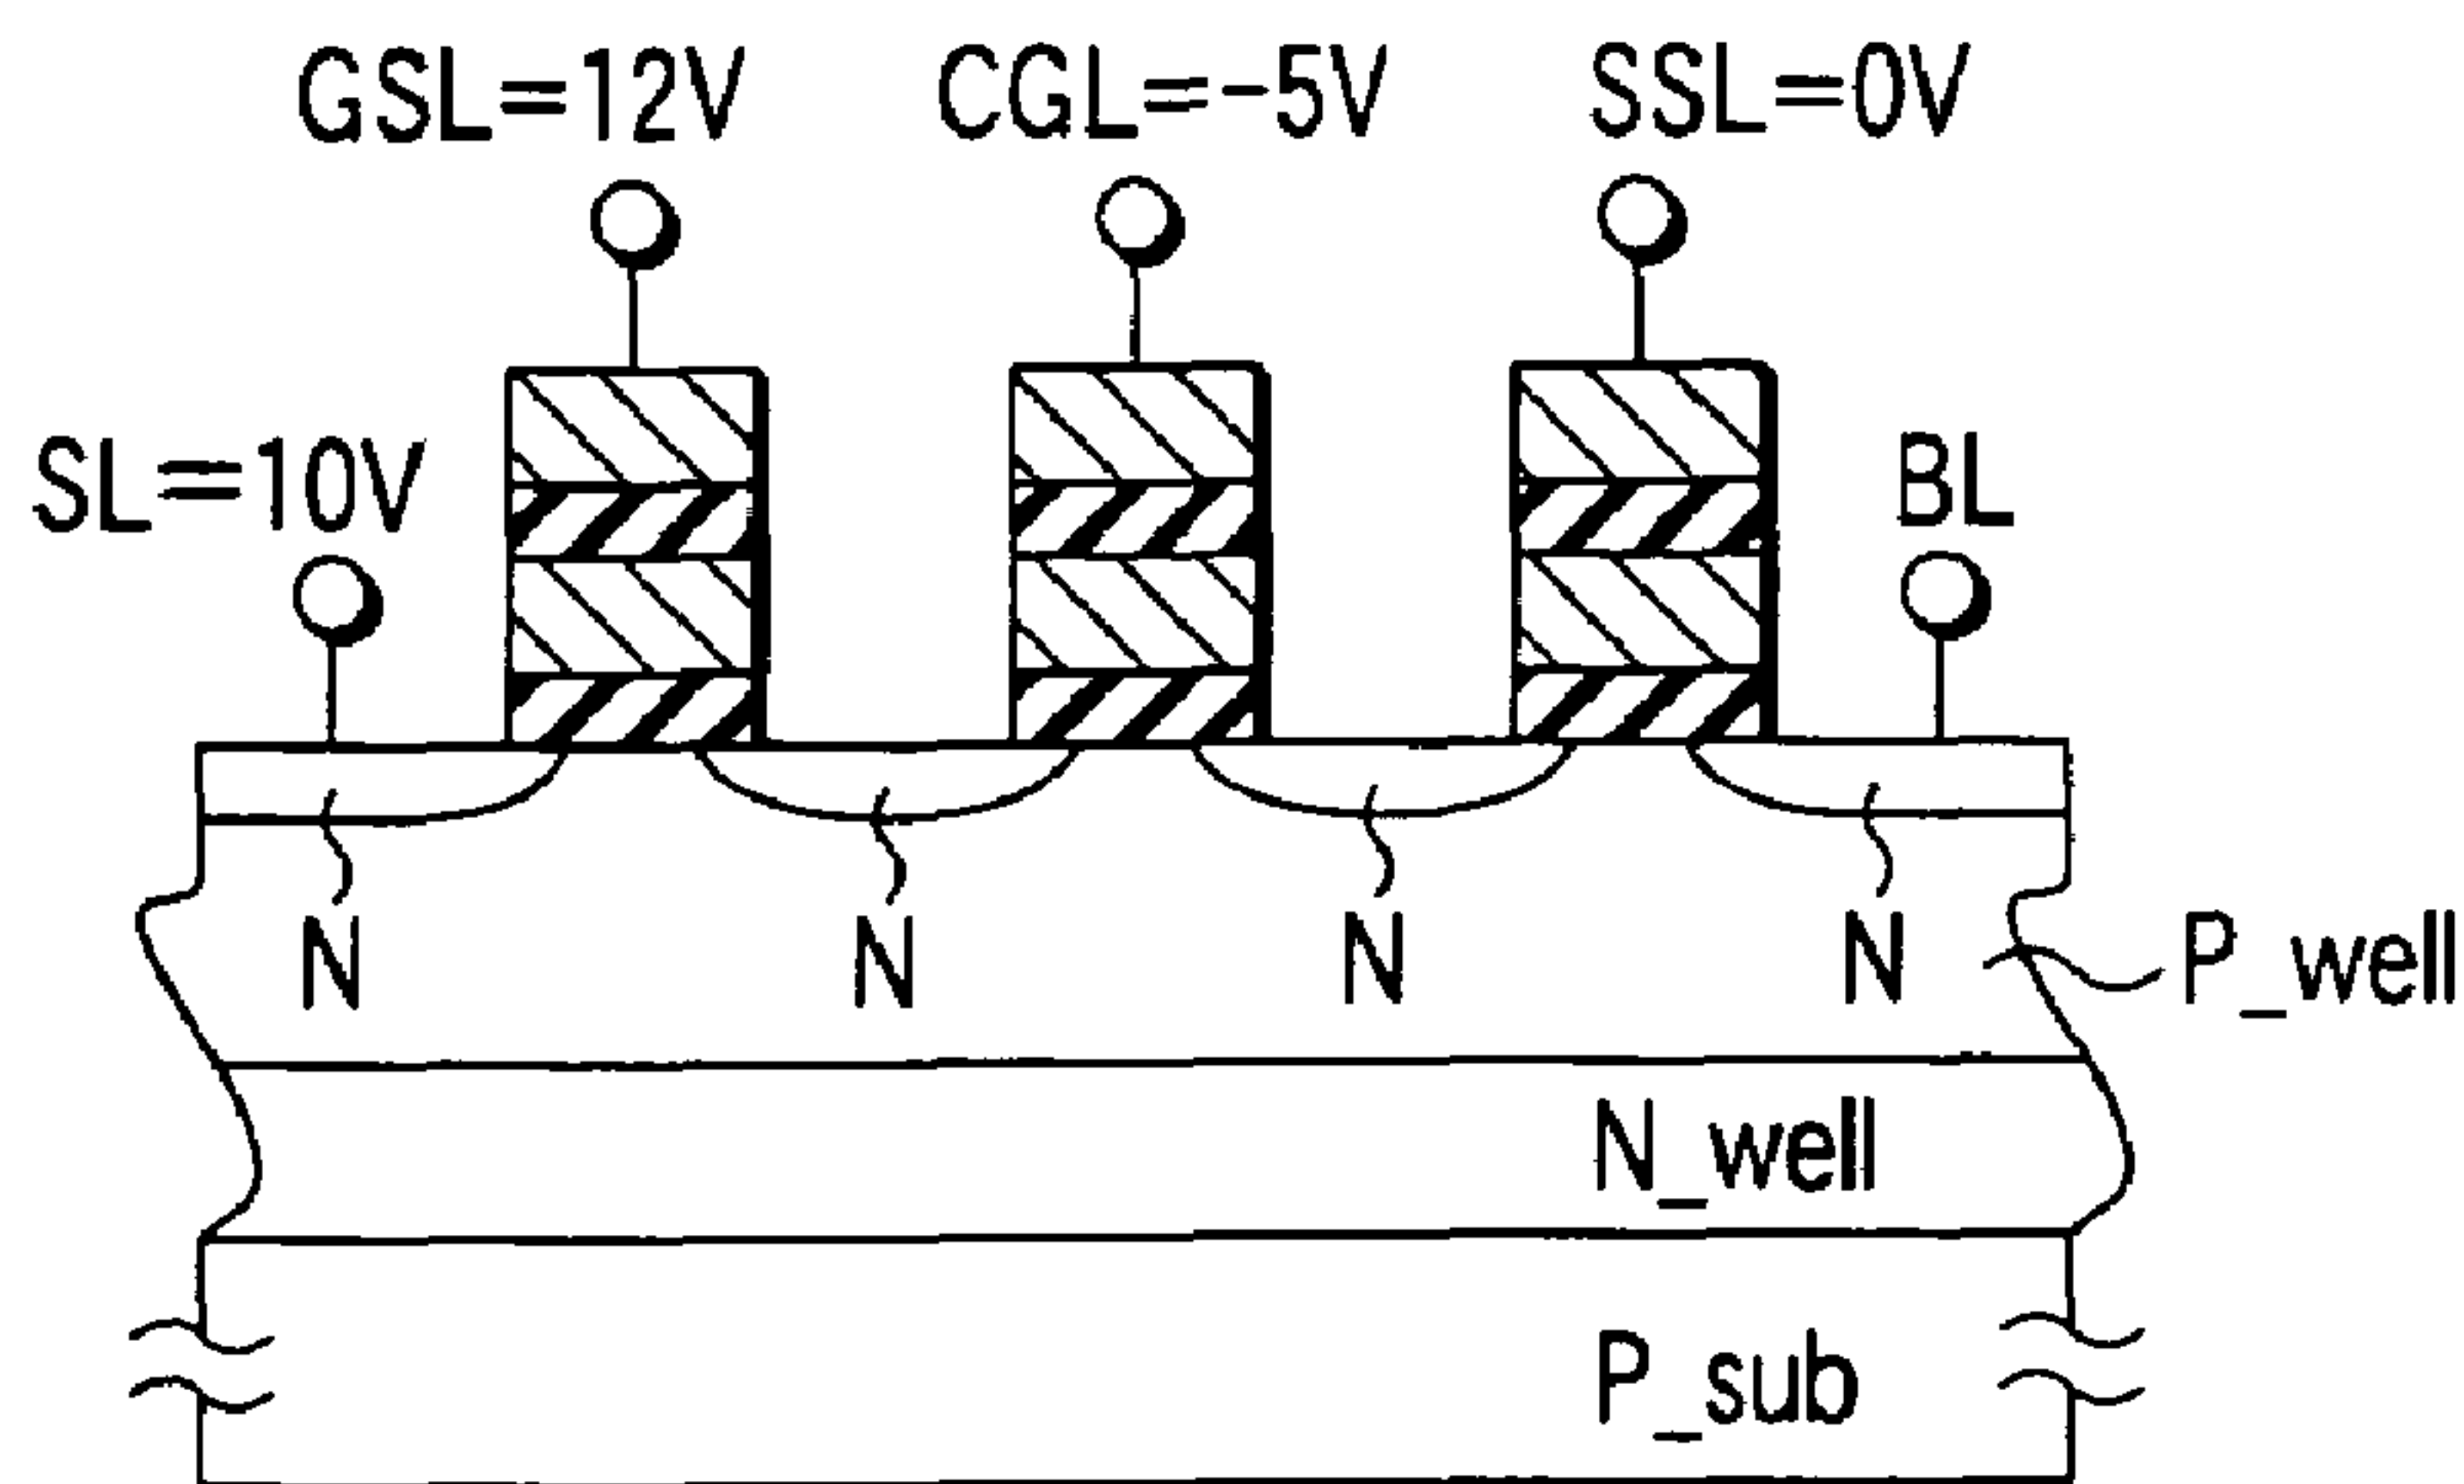 GSL=12V
CGL=-5V
SSL=0V
SL=10V
BL
N
N
N
N
P_well
N_well
P_sub